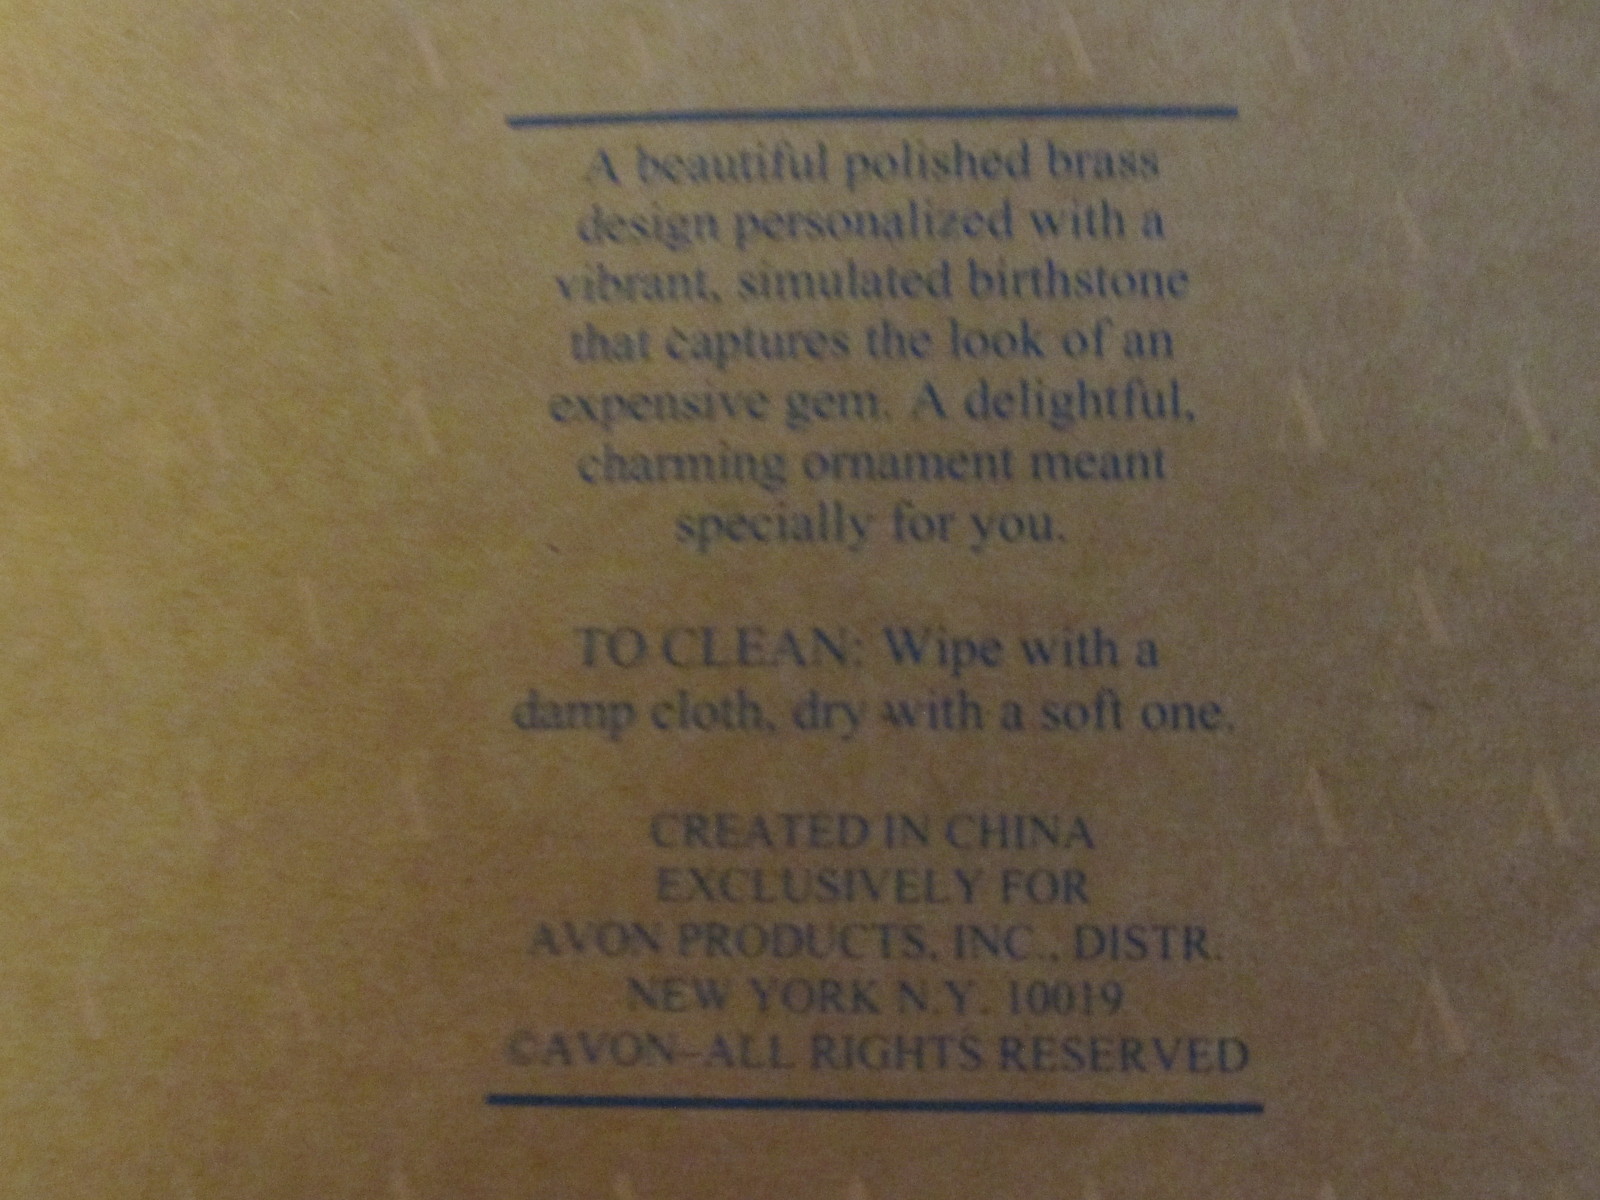 A beautiful polished brass
design personalized with a
vibrant, simulated birthstone
that captures the look of an
expensive gem. A delightful,
charming ornament meant
specially for you.
TO CLEAN: Wipe with a
damp cloth, dry with a soft one.
CREATED IN CHINA
EXCLUSIVELY FOR
AVON PRODUCTS, INC., DISTR.
NEW YORK N.Y. 10019
©AVON–ALL RIGHTS RESERVED